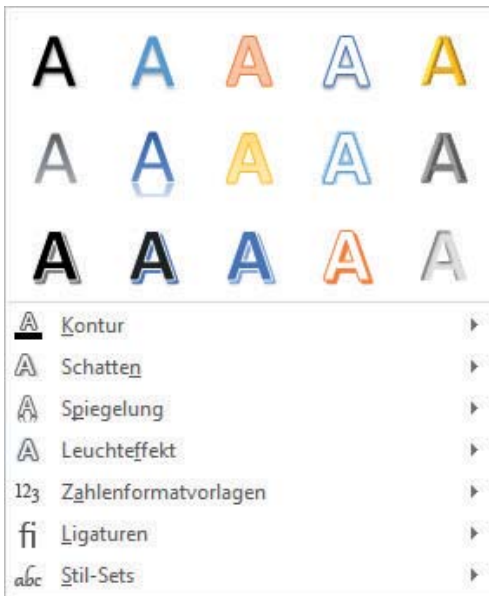 A A A A A
A A A A A
A A A A A
A Kontur
A Schatten
A Spiegelung
A Leuchteffekt
123 Zahlenformatvorlagen
fi Ligaturen
abc Stil-Sets